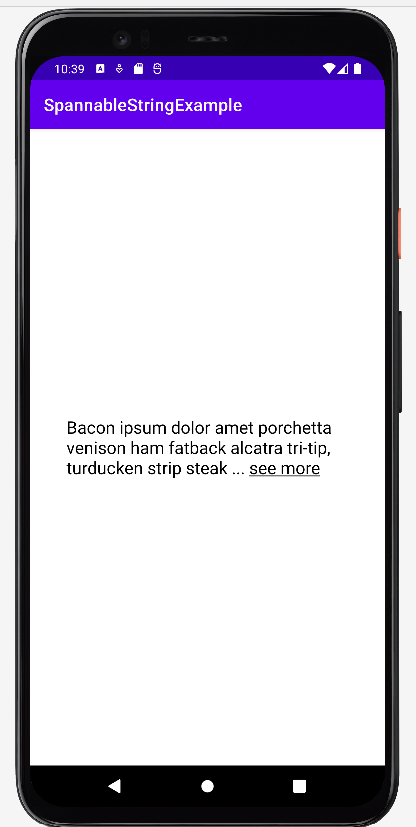 10:39
SpannableStringExample
Bacon ipsum dolor amet porchetta
venison ham fatback alcatra tri-tip,
turducken strip steak ... see more